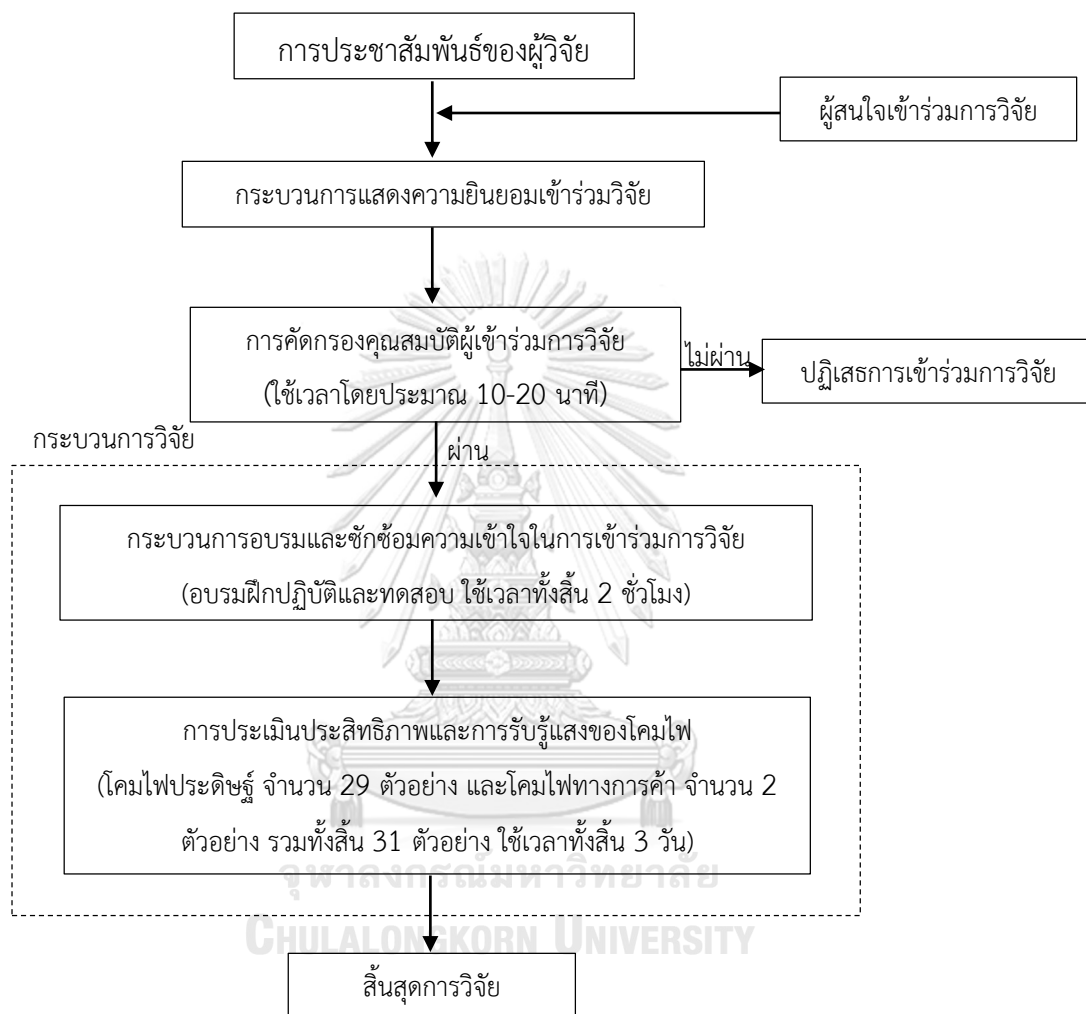 การประชาสัมพันธ์ของผู้วิจัย
ผู้สนใจเข้าร่วมการวิจัย
กระบวนการแสดงความยินยอมเข้าร่วมวิจัย
การคัดกรองคุณสมบัติผู้เข้าร่วมการวิจัย
(ใช้เวลาโดยประมาณ 10-20 นาที)
ไม่ผ่าน
ปฏิเสธการเข้าร่วมการวิจัย
กระบวนการวิจัย
ผ่าน
กระบวนการอบรมและซักซ้อมความเข้าใจในการเข้าร่วมการวิจัย
(อบรมฝึกปฏิบัติและทดสอบ ใช้เวลาทั้งสิ้น 2 ชั่วโมง)
การประเมินประสิทธิภาพและการรับรู้แสงของโคมไฟ
(โคมไฟประดิษฐ์ จำนวน 29 ตัวอย่าง และโคมไฟทางการค้า จำนวน 2
ตัวอย่าง รวมทั้งสิ้น 31 ตัวอย่าง ใช้เวลาทั้งสิ้น 3 วัน)
จุฬาลงกรณ์มหาวิทยาลัย
CHULALONGKORN UNIVERSITY
สิ้นสุดการวิจัย